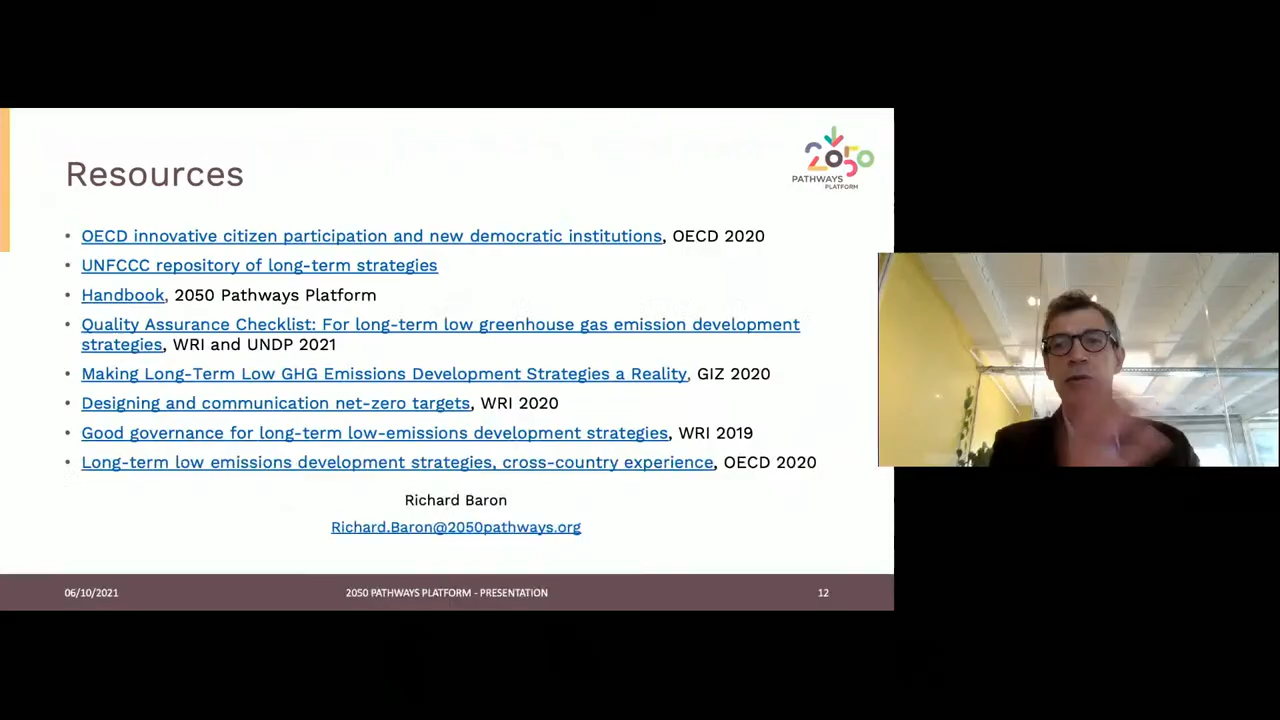 Resources
2050
PATHWAYS
PLATFORM
• OECD innovative citizen participation and new democratic institutions, OECD 2020
• UNFCCC repository of long-term strategies
• Handbook, 2050 Pathways Platform
• Quality Assurance Checklist: For long-term low greenhouse gas emission development
strategies, WRI and UNDP 2021
• Making Long-Term Low GHG Emissions Development Strategies a Reality, GIZ 2020
• Designing and communication net-zero targets, WRI 2020
• Good governance for long-term low-emissions development strategies, WRI 2019
• Long-term low emissions development strategies, cross-country experience, OECD 2020
Richard Baron
Richard.Baron@2050pathways.org
06/10/2021
2050 PATHWAYS PLATFORM - PRESENTATION
12